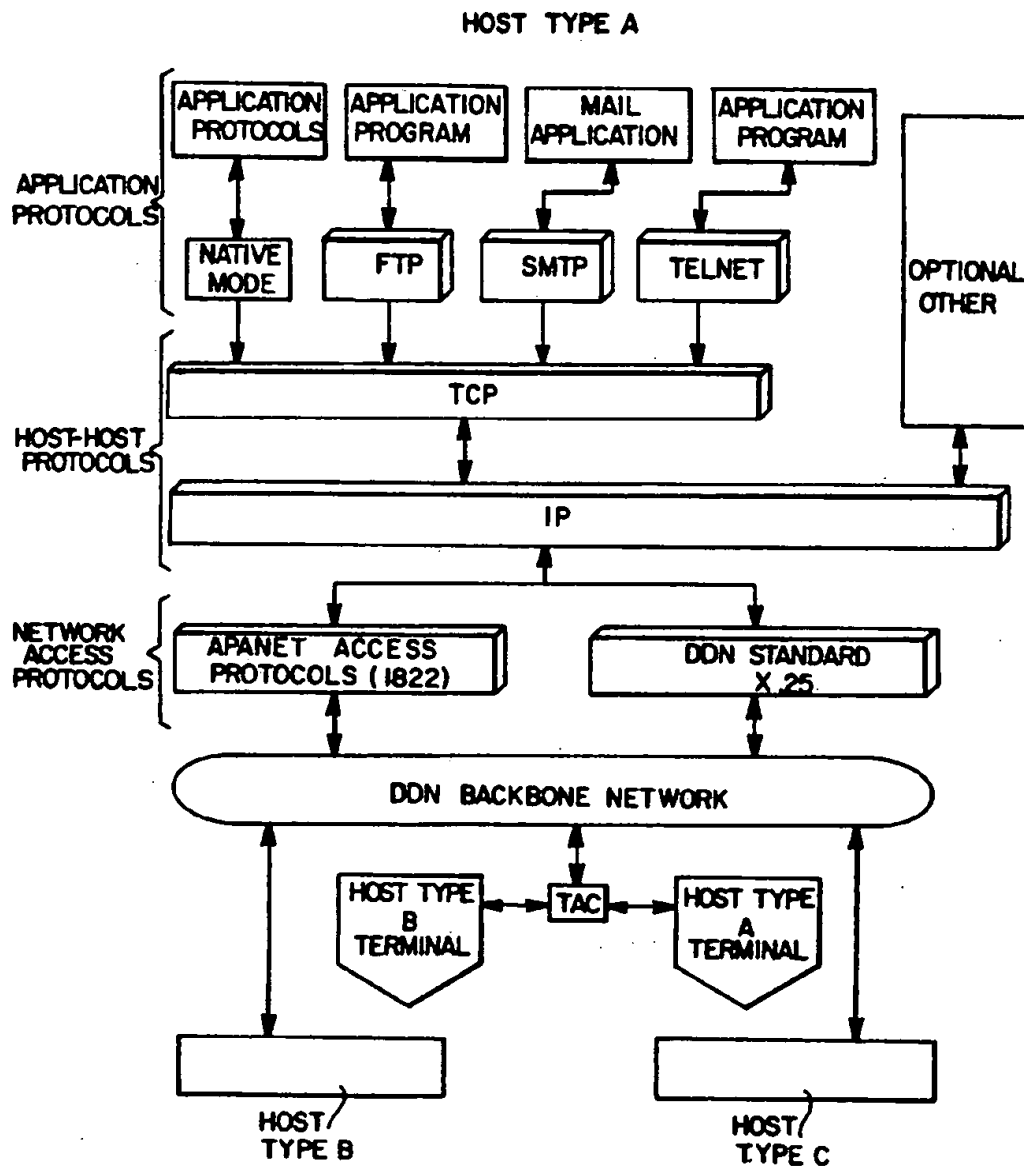 HOST TYPE A
APPLICATION
PROTOCOLS
APPLICATION
PROGRAM
MAIL
APPLICATION
APPLICATION
PROGRAM
APPLICATION
PROTOCOLS
NATIVE
MODE
FTP
SMTP
TELNET
OPTIONAL
OTHER
TCP
HOST-HOST
PROTOCOLS
IP
NETWORK
ACCESS
PROTOCOLS
APANET ACCESS
PROTOCOLS (1822)
DDN STANDARD
X .25
DDN BACKBONE NETWORK
HOST TYPE
B
TERMINAL
TAC
HOST TYPE
A
TERMINAL
HOST
TYPE B
HOST
TYPE C